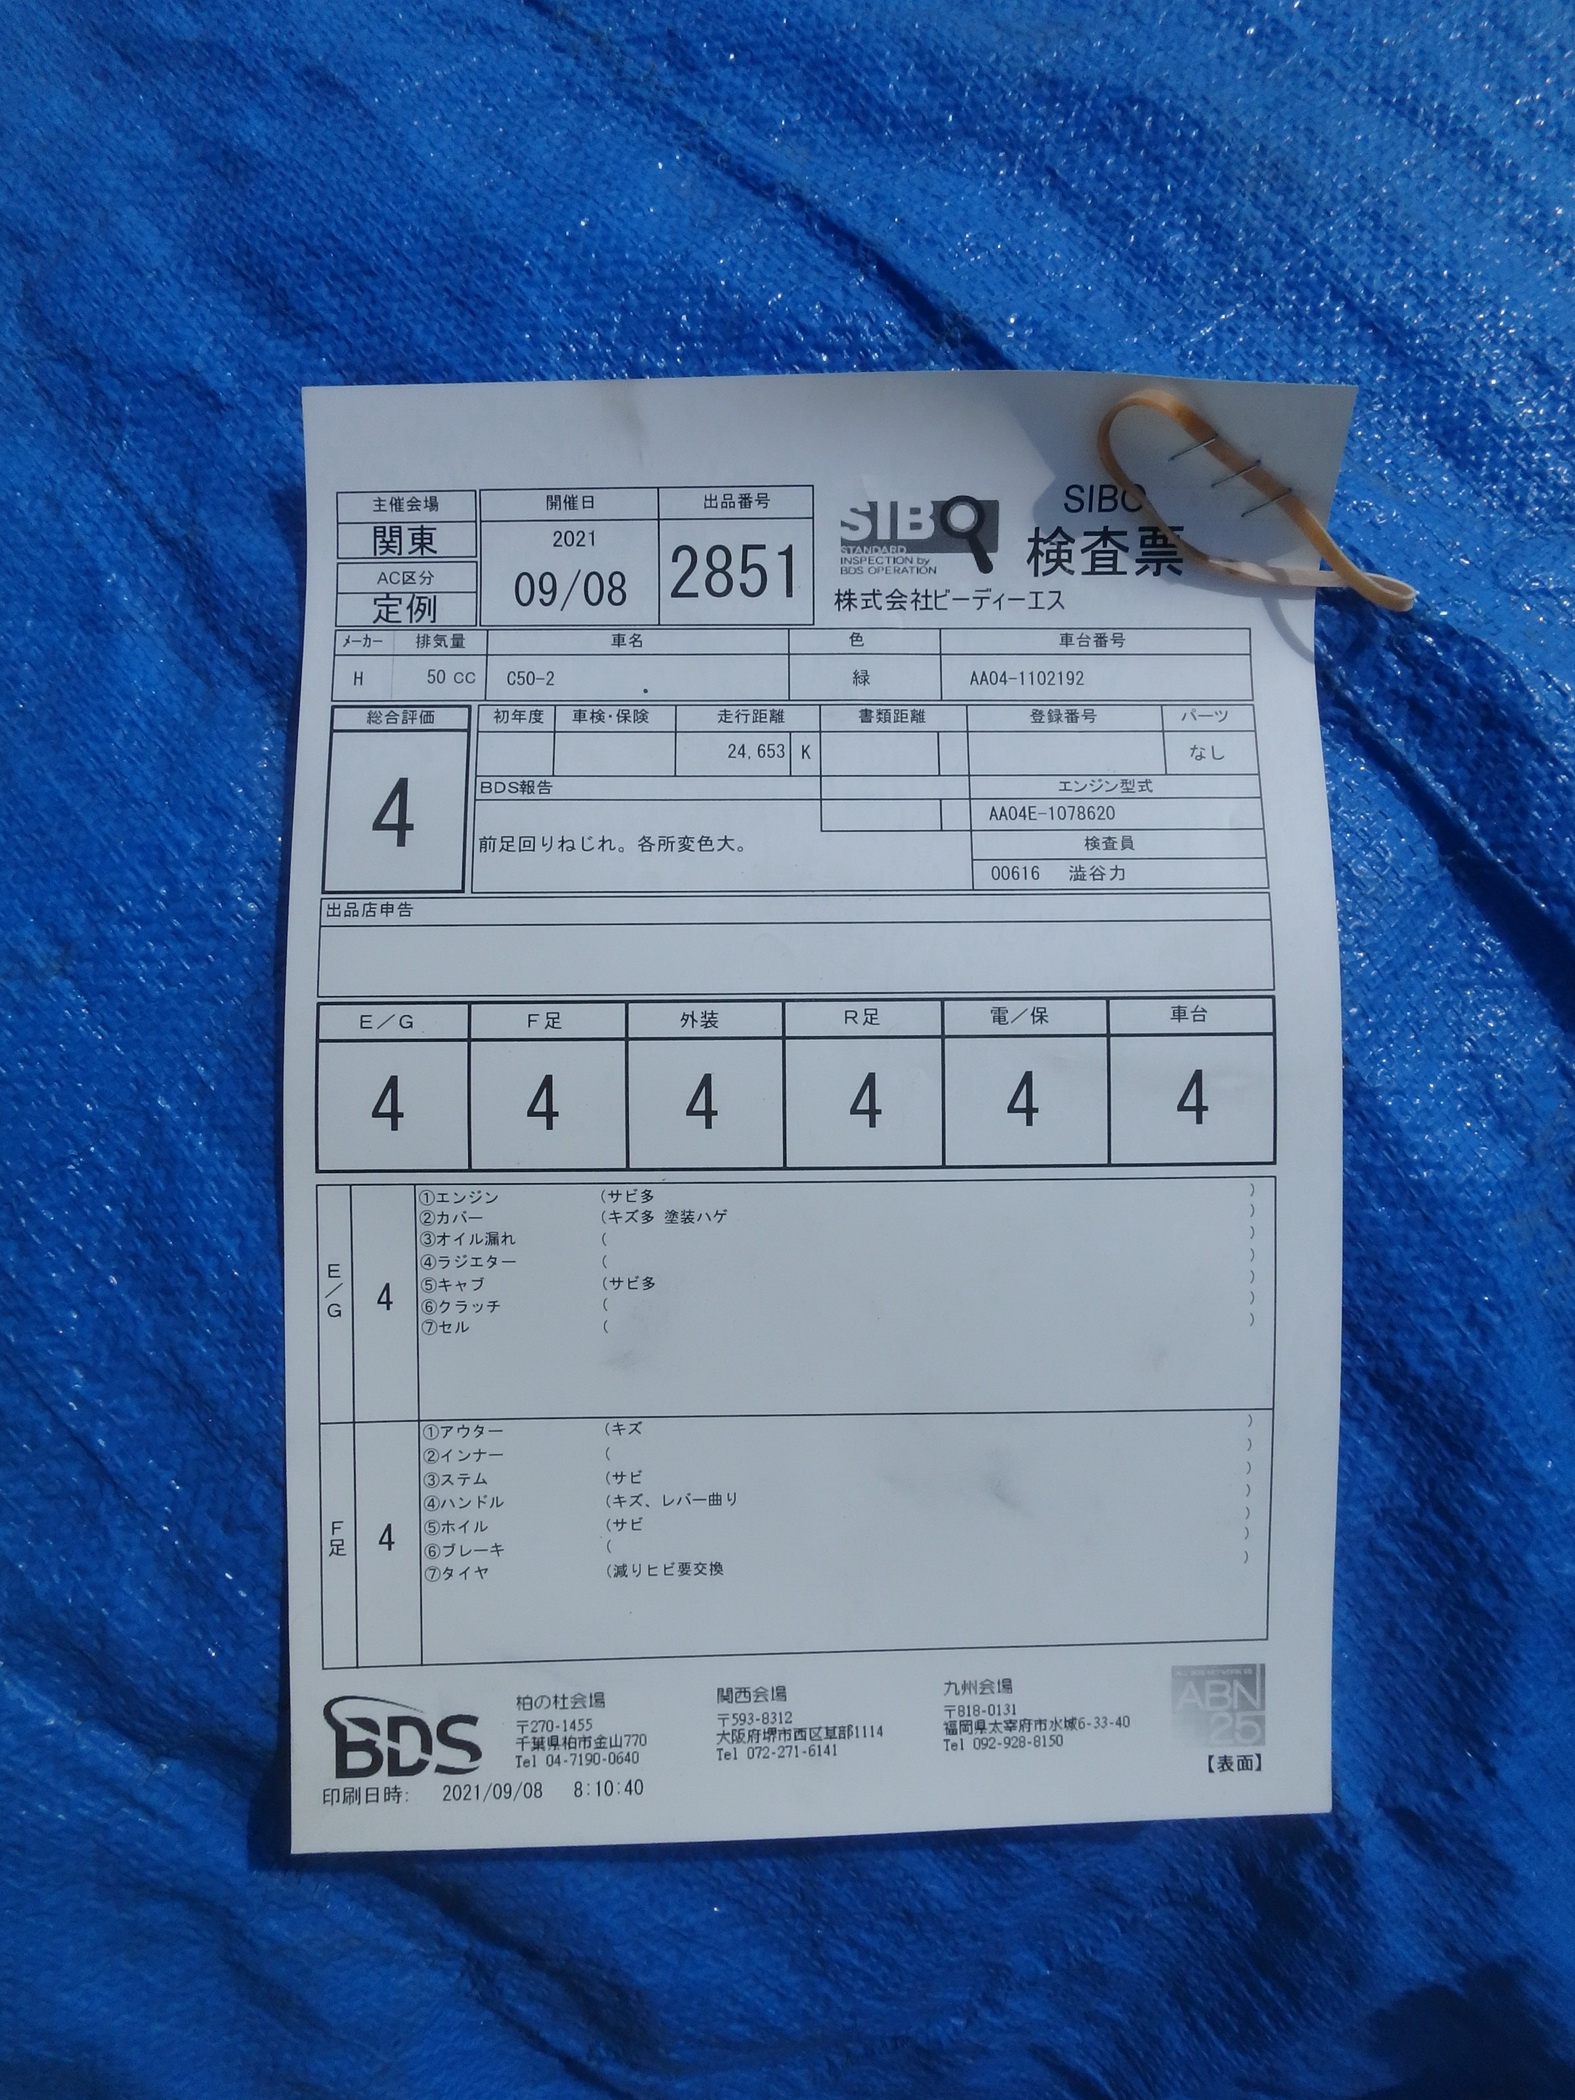 主催会場
関東
AC区分
定例
開催日
2021
09/08
出品番号
2851
SIBO
STANDARD
INSPECTION by
BDS OPERATION
SIBO
検査票
株式会社ビーディーエス
メーカー 排気量 車名 色 車台番号
H 50 cc C50-2 緑 AA04-1102192
総合評価 初年度 車検・保険 走行距離 書類距離 登録番号 パーツ
4 24,653 K なし
BDS報告 エンジン型式
AA04E-1078620
前足回りねじれ。各所変色大。 検査員
00616 澁谷力
出品店申告
E/G F足 外装 R足 電/保 車台
4 4 4 4 4 4
E/G 4
①エンジン (サビ多 )
②カバー (キズ多 塗装ハゲ )
③オイル漏れ ( )
④ラジエター ( )
⑤キャブ (サビ多 )
⑥クラッチ ( )
⑦セル ( )
F足 4
①アウター (キズ )
②インナー ( )
③ステム (サビ )
④ハンドル (キズ、レバー曲り )
⑤ホイル (サビ )
⑥ブレーキ ( )
⑦タイヤ (減りヒビ要交換 )
BDS
柏の杜会場
〒270-1455
千葉県柏市金山770
Tel 04-7190-0640
関西会場
〒593-8312
大阪府堺市西区草部1114
Tel 072-271-6141
九州会場
〒818-0131
福岡県太宰府市水城6-33-40
Tel 092-928-8150
ABN
25
【表面】
印刷日時: 2021/09/08 8:10:40